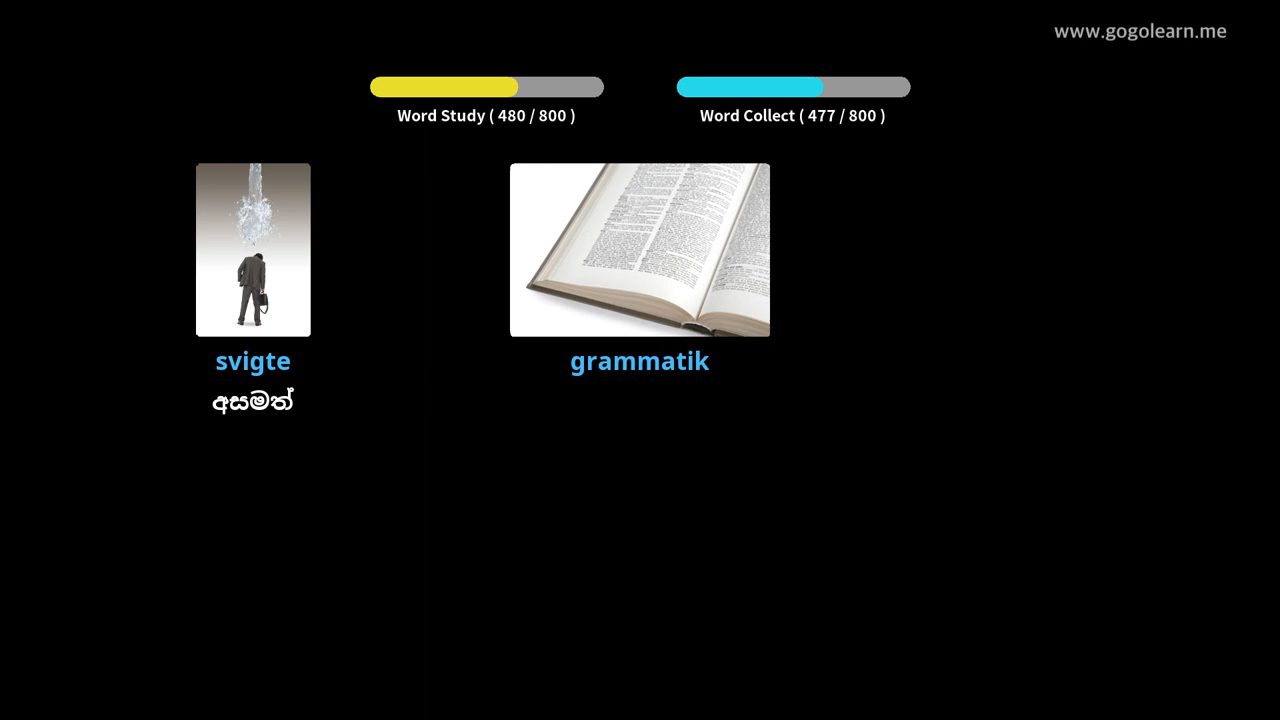 www.gogolearn.me
Word Study ( 480 / 800 )
Word Collect ( 477 / 800 )
svigte
grammatik
අසමත්